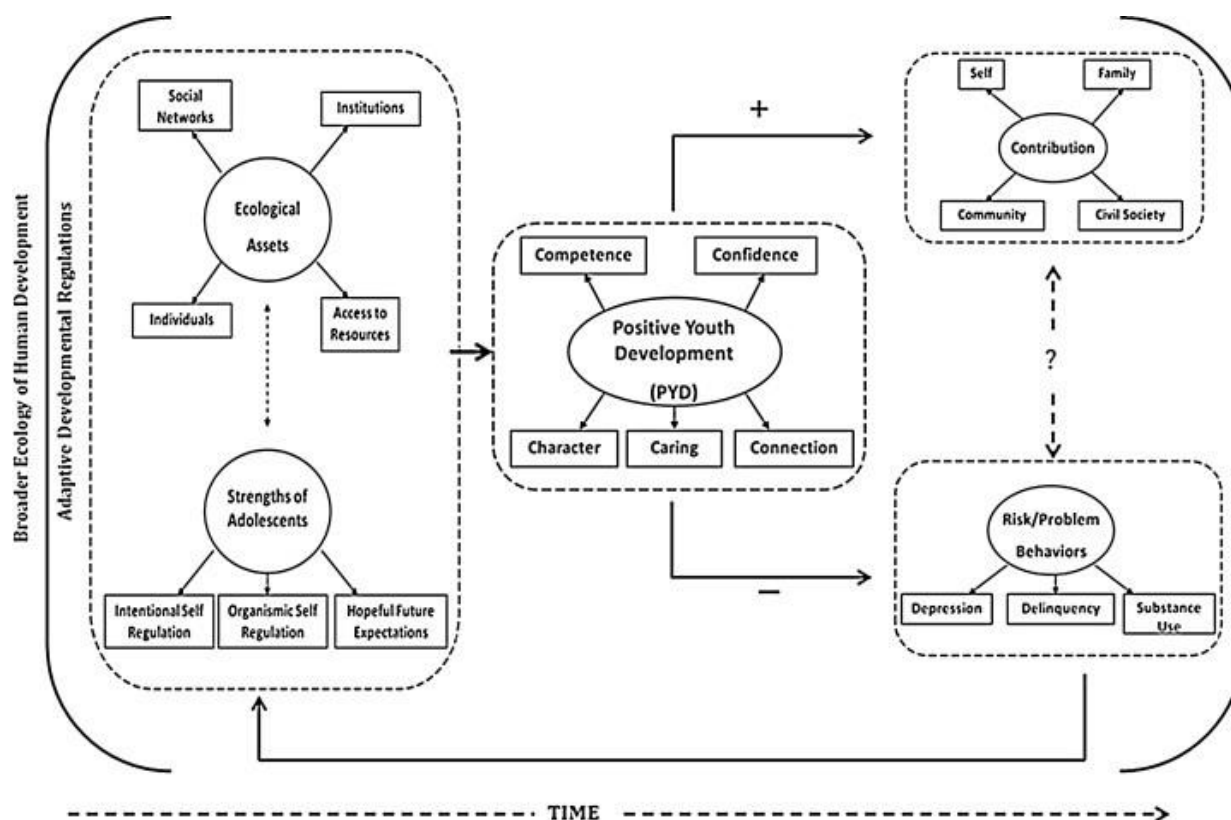 Broader Ecology of Human Development
Adaptive Developmental Regulations
Social
Networks
Institutions
Ecological
Assets
Individuals
Access to
Resources
Strengths of
Adolescents
Intentional Self
Regulation
Organismic Self
Regulation
Hopeful Future
Expectations
Competence
Confidence
Positive Youth
Development
(PYD)
Character
Caring
Connection
+
–
Self
Family
Contribution
Community
Civil Society
?
Risk/Problem
Behaviors
Depression
Delinquency
Substance
Use
TIME